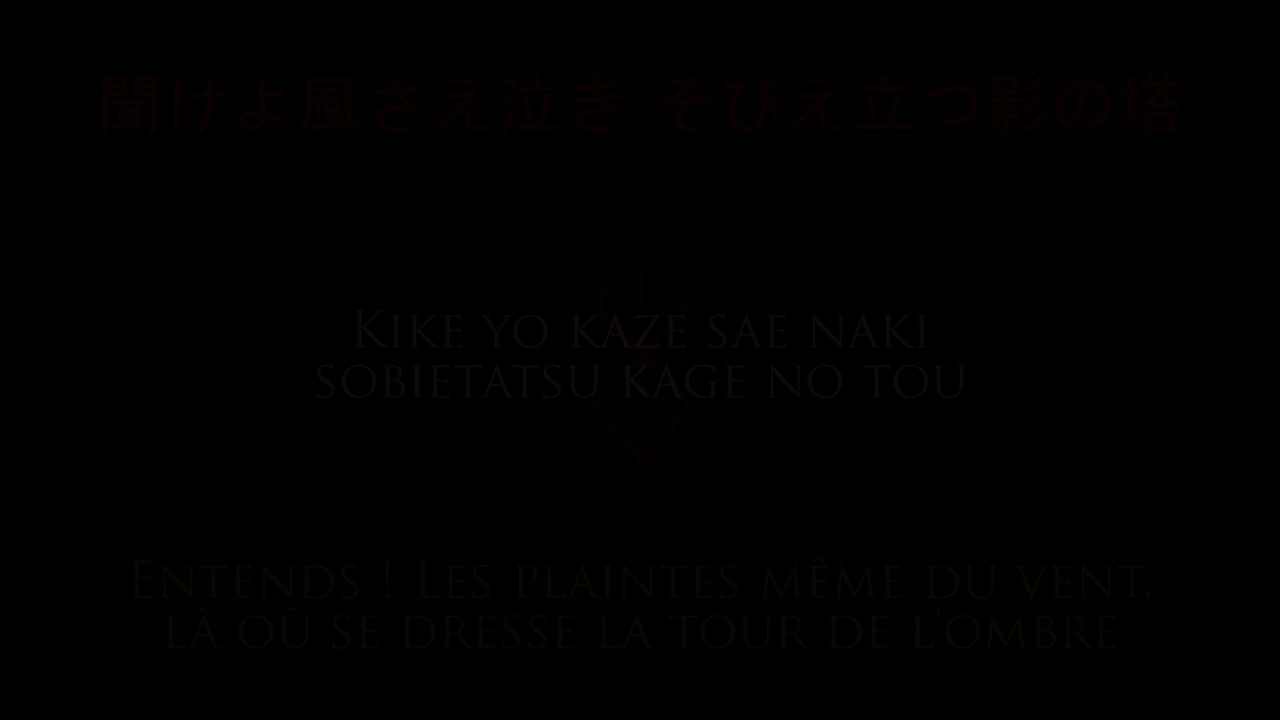 聞けよ風さえ泣き そびえ立つ影の塔
Kike yo kaze sae naki
sobietatsu kage no tou
Entends ! Les plaintes même du vent,
là où se dresse la tour de l'ombre